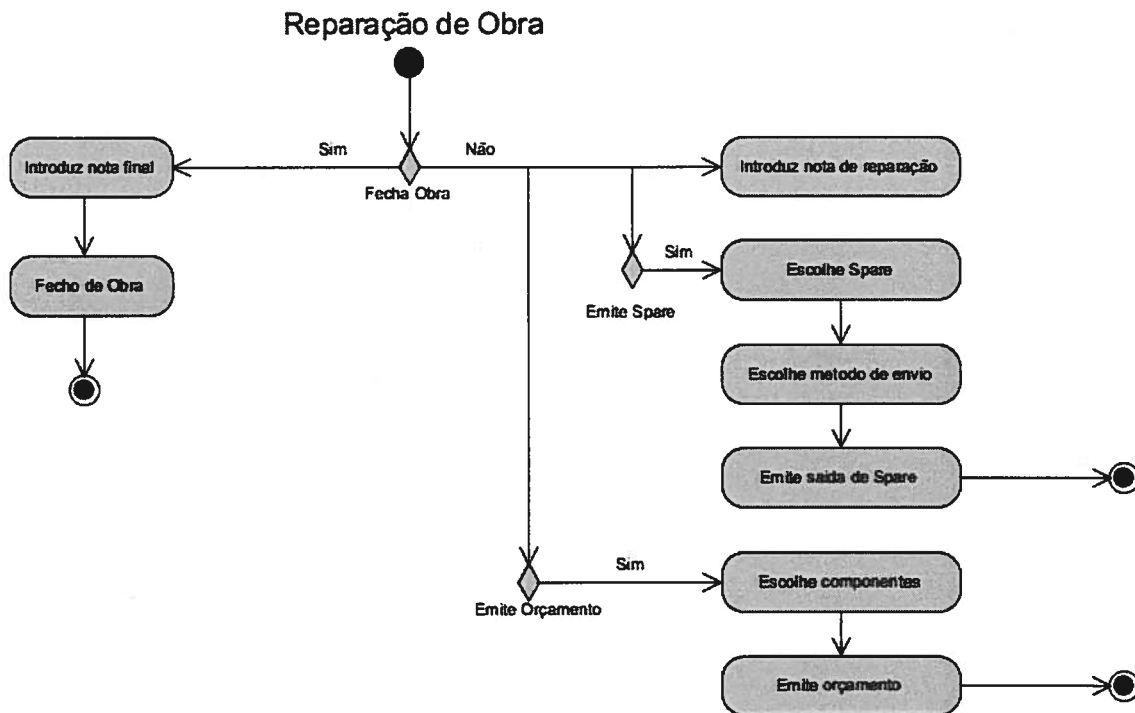 Reparação de Obra
Sim
Não
Introduz nota final
Introduz nota de reparação
Fecha Obra
Sim
Fecho de Obra
Escolhe Spare
Emite Spare
Escolhe metodo de envio
Emite saida de Spare
Sim
Escolhe componentes
Emite Orçamento
Emite orçamento